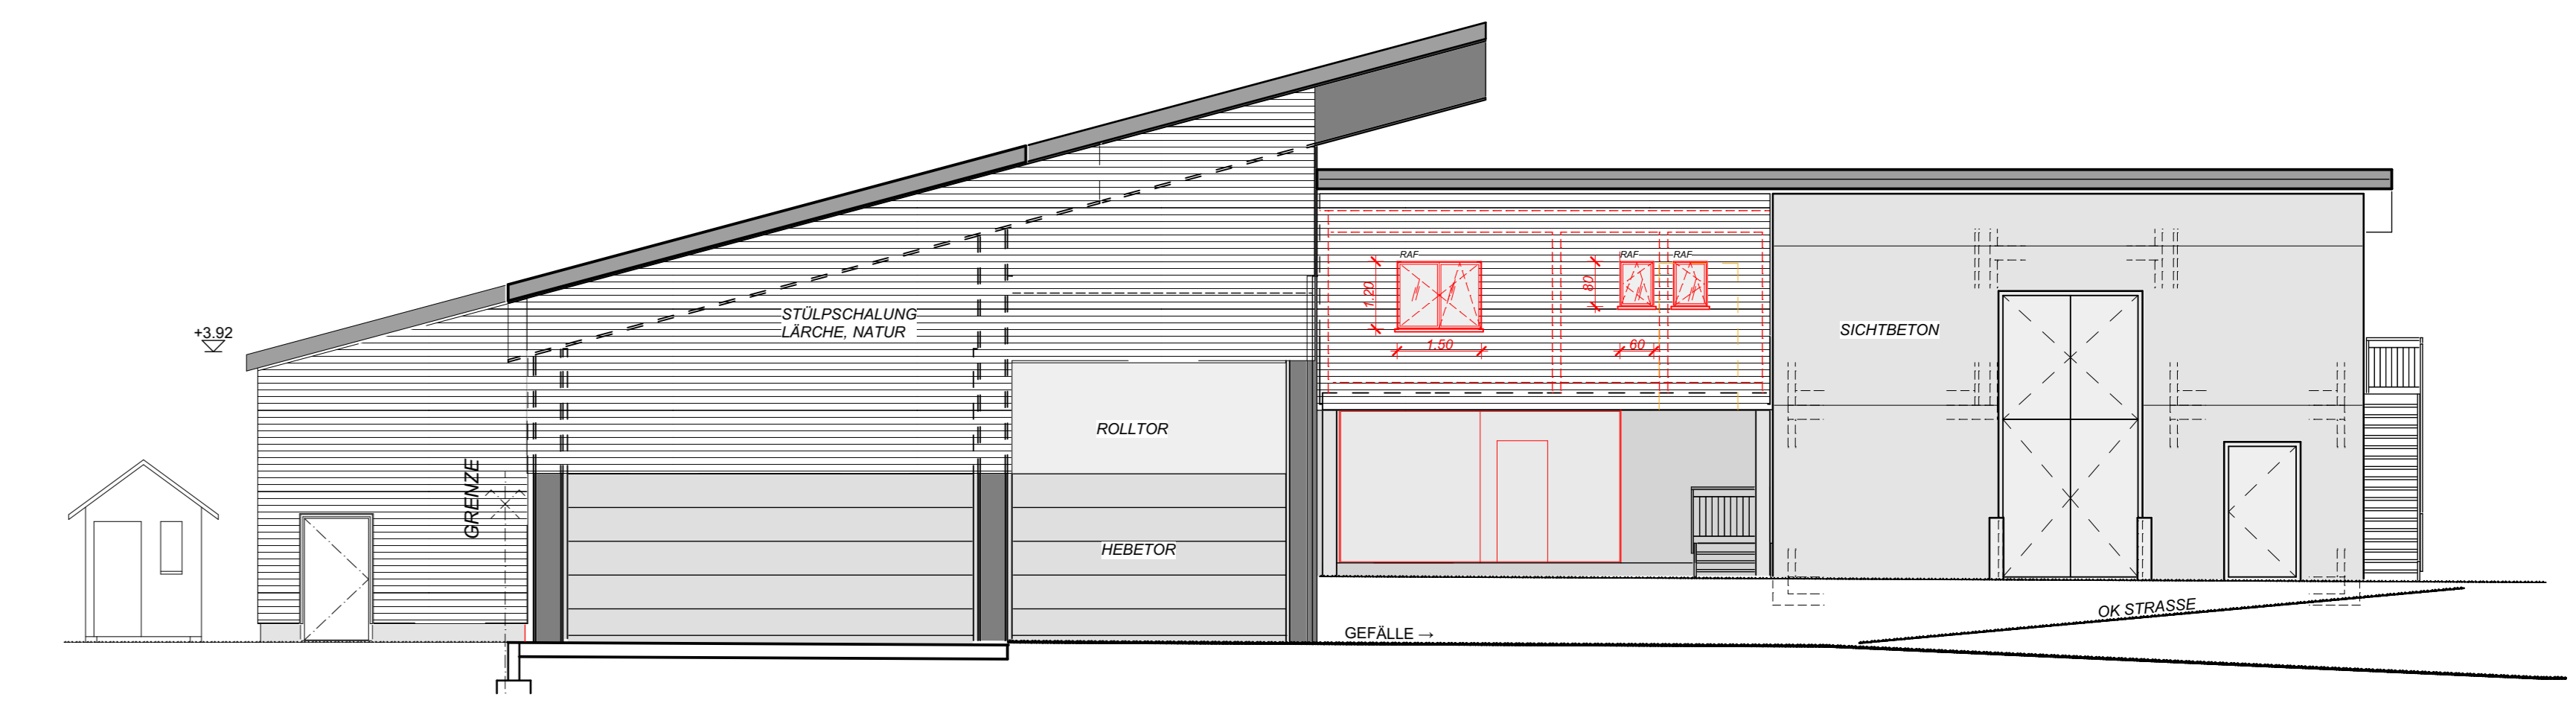 +3.92
GRENZE
STÜLPSCHALUNG
LÄRCHE, NATUR
ROLLTOR
HEBETOR
RAF
RAF
RAF
1.20
80
1.50
60
SICHTBETON
GEFÄLLE →
OK STRASSE